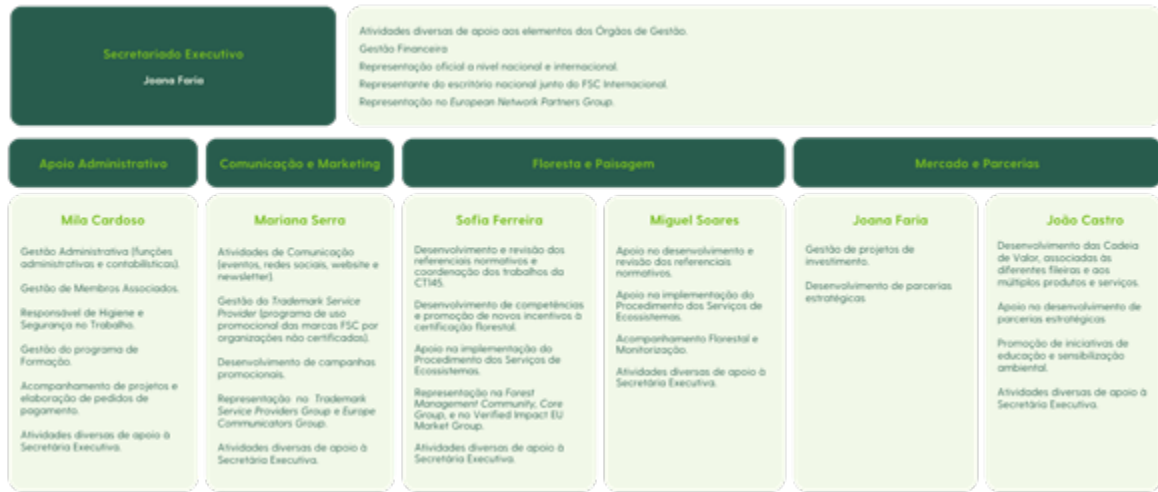 Secretariado Executivo
Joana Faria
Atividades diversas de apoio aos elementos dos Órgãos de Gestão.
Gestão Financeira
Representação oficial a nível nacional e internacional.
Representante do escritório nacional junto do FSC Internacional.
Representação no European Network Partners Group.
Apoio Administrativo
Comunicação e Marketing
Floresta e Paisagem
Mercado e Parcerias
Mila Cardoso
Gestão Administrativa (funções
administrativas e contabilísticas).
Gestão de Membros Associados.
Responsável de Higiene e
Segurança no Trabalho.
Gestão do programa de
Formação.
Acompanhamento de projetos e
elaboração de pedidos de
pagamento.
Atividades diversas de apoio à
Secretária Executiva.
Mariana Serra
Atividades de Comunicação
(eventos, redes sociais, website e
newsletter).
Gestão do Trademark Service
Provider (programa de uso
promocional das marcas FSC por
organizações não certificadas).
Desenvolvimento de campanhas
promocionais.
Representação no Trademark
Service Providers Group e Europe
Communicators Group.
Atividades diversas de apoio à
Secretária Executiva.
Sofia Ferreira
Desenvolvimento e revisão dos
referenciais normativos e
coordenação dos trabalhos da
CT145.
Desenvolvimento de competências
e promoção de novos incentivos à
certificação florestal.
Apoio na implementação do
Procedimento dos Serviços de
Ecossistemas.
Representação na Forest
Management Community, Core
Group, e no Verified Impact EU
Market Group.
Atividades diversas de apoio à
Secretária Executiva.
Miguel Soares
Apoio no desenvolvimento e
revisão dos referenciais
normativos.
Apoio na implementação do
Procedimento dos Serviços de
Ecossistemas.
Acompanhamento Florestal e
Monitorização.
Atividades diversas de apoio à
Secretária Executiva.
Joana Faria
Gestão de projetos de
investimento.
Desenvolvimento de parcerias
estratégicas
João Castro
Desenvolvimento das Cadeia
de Valor, associadas às
diferentes fileiras e aos
múltiplos produtos e serviços.
Apoio no desenvolvimento de
parcerias estratégicas
Promoção de iniciativas de
educação e sensibilização
ambiental.
Atividades diversas de apoio à
Secretária Executiva.